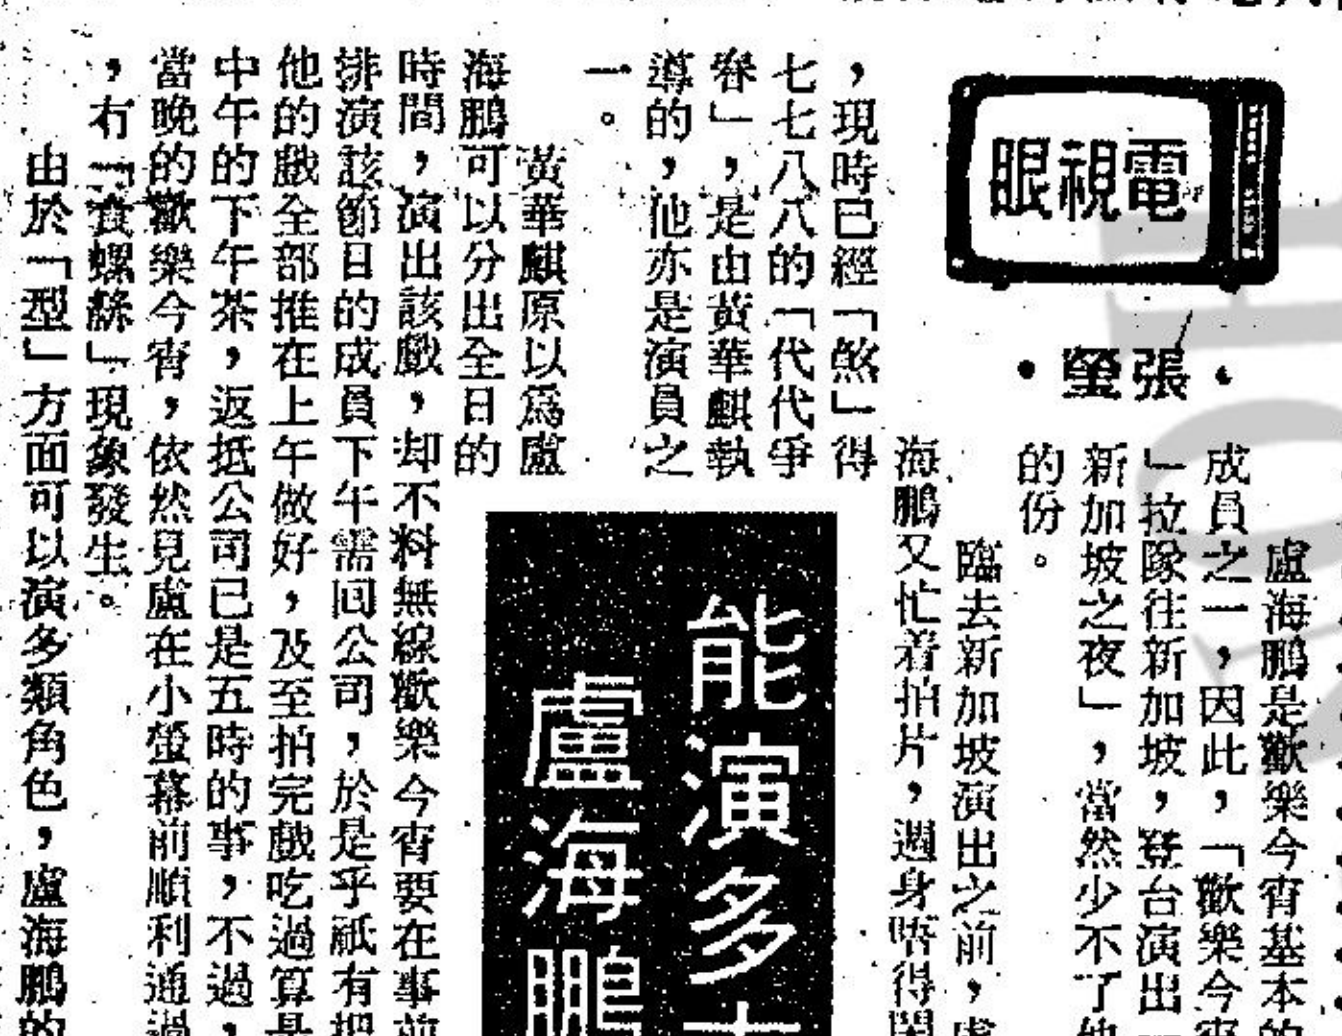 電視眼
·張瑩·
盧海鵬是歡樂今宵基本的
成員之一，因此，「歡樂今宵
」拉隊往新加坡，登台演出「
新加坡之夜」，當然少不了他
的份。
臨去新加坡演出之前，盧
海鵬又忙着拍片，週身唔得閒
，現時已經「煞」得
七七八八的「代代爭
春」，是由黃華麒執
導的，他亦是演員之
一。
能演多
盧海鵬
黃華麒原以爲盧
海鵬可以分出全日的
時間，演出該戲，却不料無線歡樂今宵要在事前
排演該節目的成員下午需回公司，於是乎祇有把
他的戲全部推在上午做好，及至拍完戲吃過算是
中午的下午茶，返抵公司已是五時的事，不過，
當晚的歡樂今宵，依然見盧在小螢幕前順利通過
，冇「食螺絲」現象發生。
由於「型」方面可以演多類角色，盧海鵬的